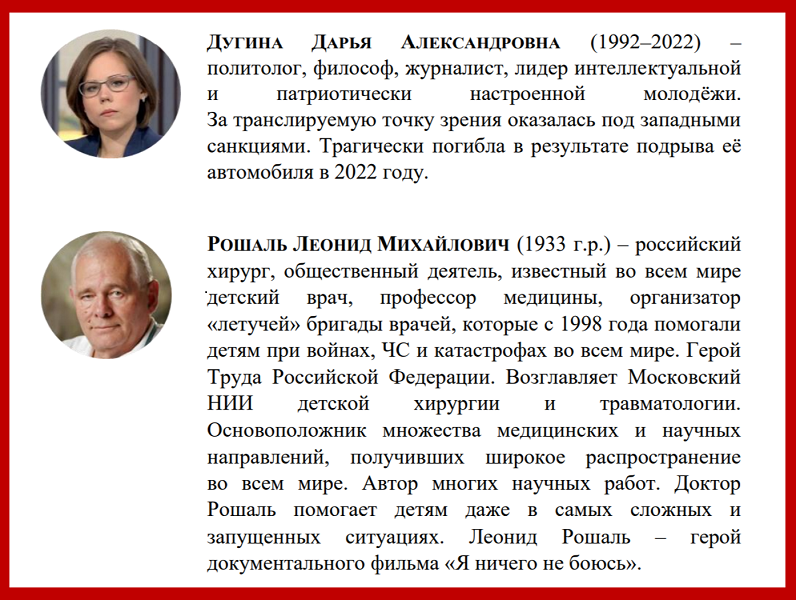 Дугина Дарья Александровна (1992–2022) –
политолог, философ, журналист, лидер интеллектуальной
и патриотически настроенной молодёжи.
За транслируемую точку зрения оказалась под западными
санкциями. Трагически погибла в результате подрыва её
автомобиля в 2022 году.
Рошаль Леонид Михайлович (1933 г.р.) – российский
хирург, общественный деятель, известный во всем мире
детский врач, профессор медицины, организатор
«летучей» бригады врачей, которые с 1998 года помогали
детям при войнах, ЧС и катастрофах во всем мире. Герой
Труда Российской Федерации. Возглавляет Московский
НИИ детской хирургии и травматологии.
Основоположник множества медицинских и научных
направлений, получивших широкое распространение
во всем мире. Автор многих научных работ. Доктор
Рошаль помогает детям даже в самых сложных и
запущенных ситуациях. Леонид Рошаль – герой
документального фильма «Я ничего не боюсь».